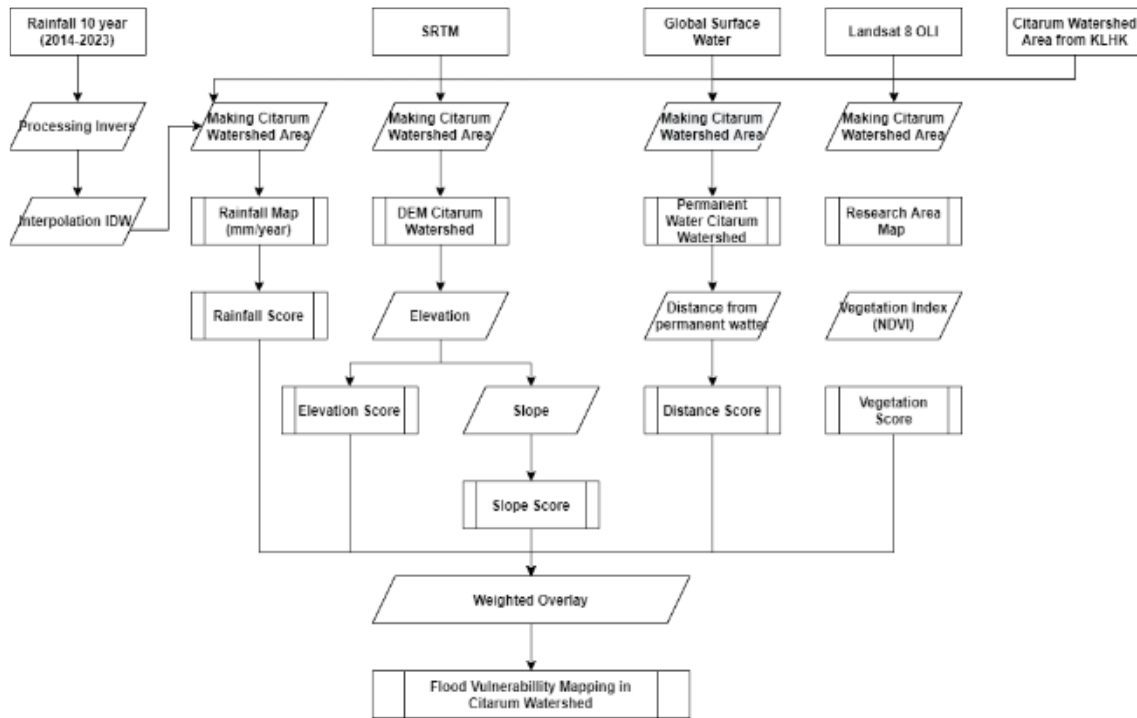 Rainfall 10 year
(2014-2023)
SRTM
Global Surface
Water
Landsat 8 OLI
Citarum Watershed
Area from KLHK
Processing Invers
Making Citarum
Watershed Area
Making Citarum
Watershed Area
Making Citarum
Watershed Area
Making Citarum
Watershed Area
Interpolation IDW
Rainfall Map
(mm/year)
DEM Citarum
Watershed
Permanent
Water Citarum
Watershed
Research Area
Map
Rainfall Score
Elevation
Distance from
permanent watter
Vegetation Index
(NDVI)
Elevation Score
Slope
Distance Score
Vegetation
Score
Slope Score
Weighted Overlay
Flood Vulnerabillity Mapping in
Citarum Watershed